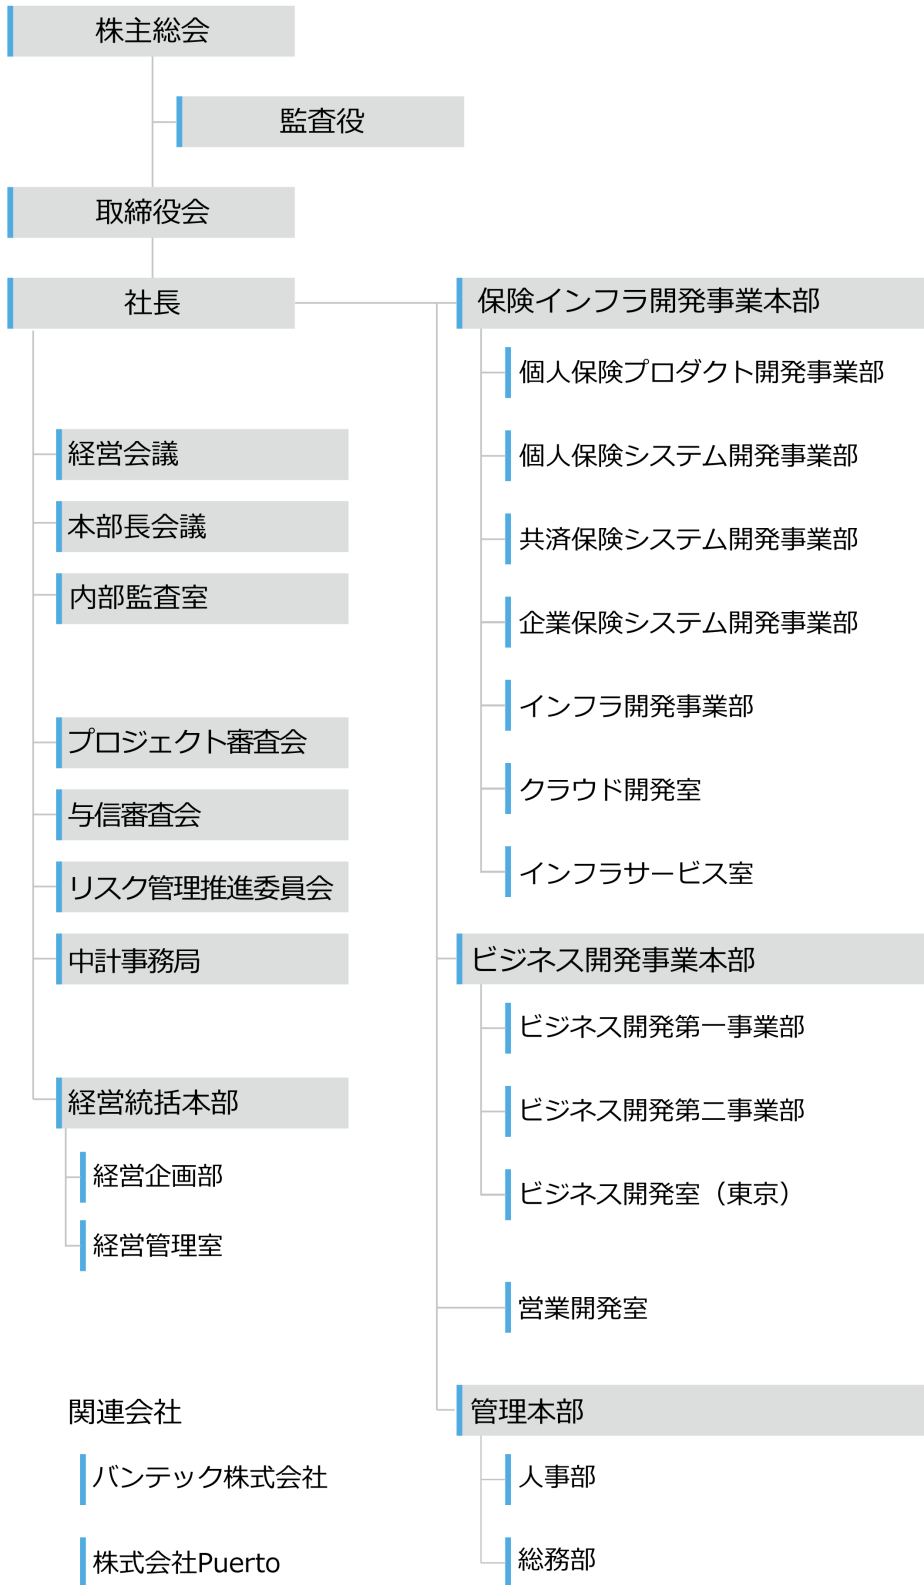 株主総会
監査役
取締役会
社長
経営会議
本部長会議
内部監査室
プロジェクト審査会
与信審査会
リスク管理推進委員会
中計事務局
経営統括本部
経営企画部
経営管理室
関連会社
バンテック株式会社
株式会社Puerto
保険インフラ開発事業本部
個人保険プロダクト開発事業部
個人保険システム開発事業部
共済保険システム開発事業部
企業保険システム開発事業部
インフラ開発事業部
クラウド開発室
インフラサービス室
ビジネス開発事業本部
ビジネス開発第一事業部
ビジネス開発第二事業部
ビジネス開発室（東京）
営業開発室
管理本部
人事部
総務部